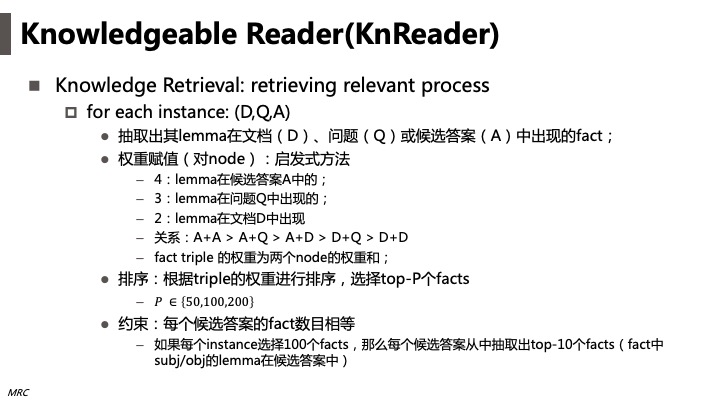 Knowledgeable Reader(KnReader)
Knowledge Retrieval: retrieving relevant process
for each instance: (D,Q,A)
抽取出其lemma在文档（D）、问题（Q）或候选答案（A）中出现的fact；
权重赋值（对node）：启发式方法
– 4：lemma在候选答案A中的；
– 3：lemma在问题Q中出现的；
– 2：lemma在文档D中出现
– 关系：A+A > A+Q > A+D > D+Q > D+D
– fact triple 的权重为两个node的权重和；
排序：根据triple的权重进行排序，选择top-P个facts
– P ∈ {50,100,200}
约束：每个候选答案的fact数目相等
– 如果每个instance选择100个facts，那么每个候选答案从中抽取出top-10个facts（fact中
subj/obj的lemma在候选答案中）
MRC